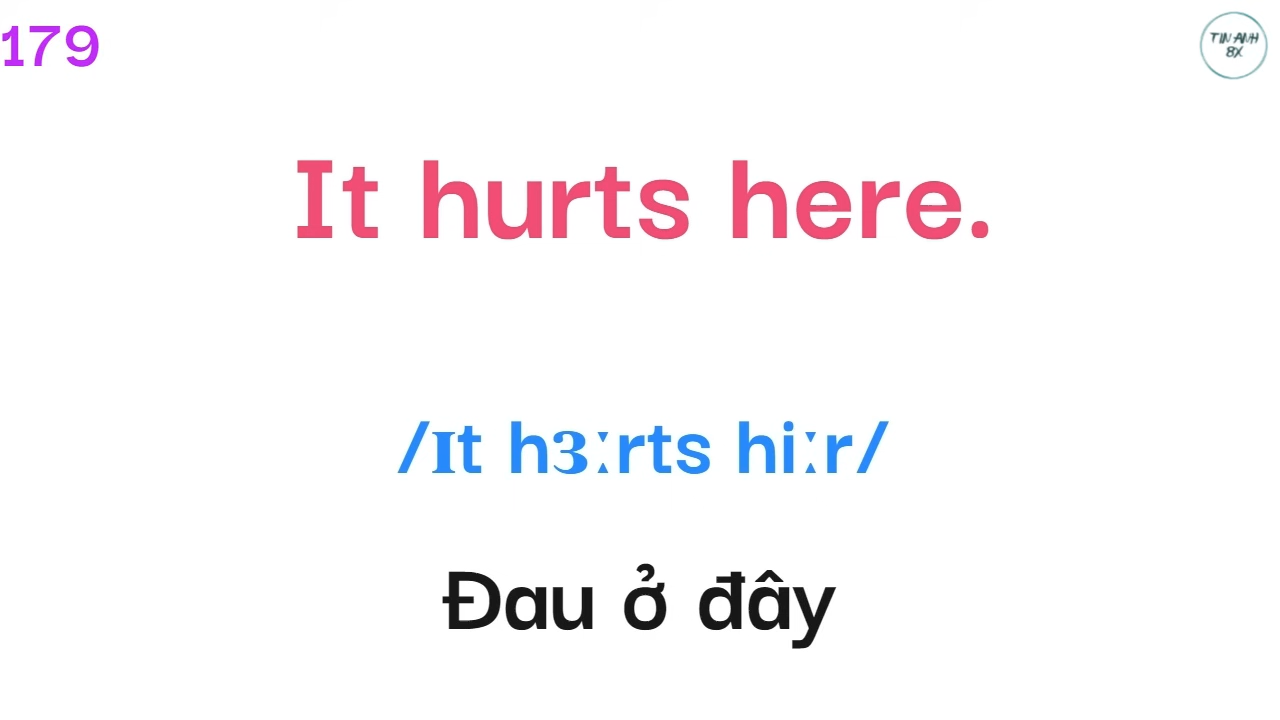 179
TIN ANH
8X
It hurts here.
/ɪt hɜːrts hiːr/
Đau ở đây